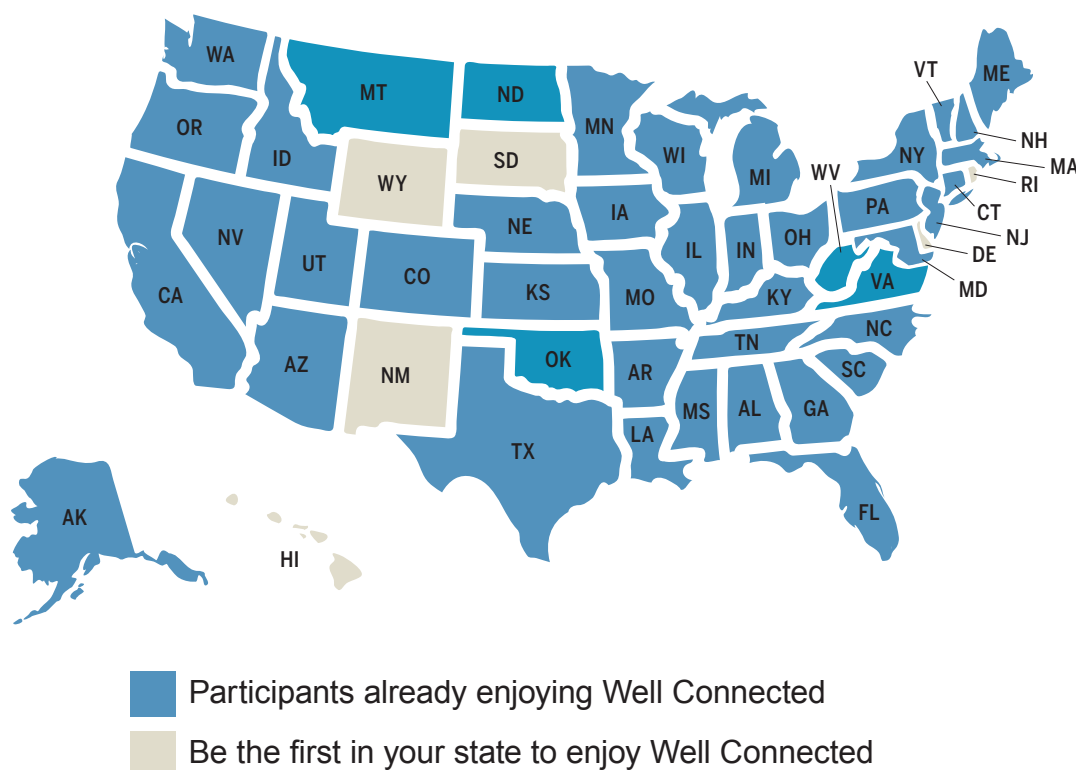 WA
MT
ND
MN
VT
ME
OR
ID
WY
SD
WI
MI
NY
NH
MA
WV
RI
NV
UT
CO
NE
IA
IL
IN
OH
PA
CT
NJ
DE
CA
KS
MO
KY
VA
MD
AZ
NM
OK
AR
TN
NC
SC
TX
LA
MS
AL
GA
AK
HI
FL
Participants already enjoying Well Connected
Be the first in your state to enjoy Well Connected